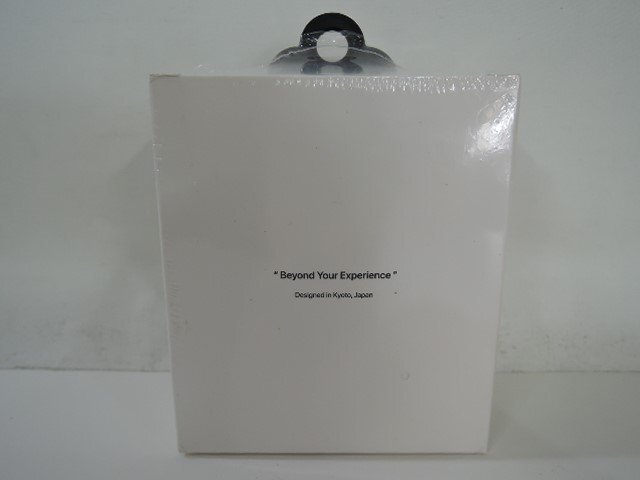 “ Beyond Your Experience ”
Designed in Kyoto, Japan